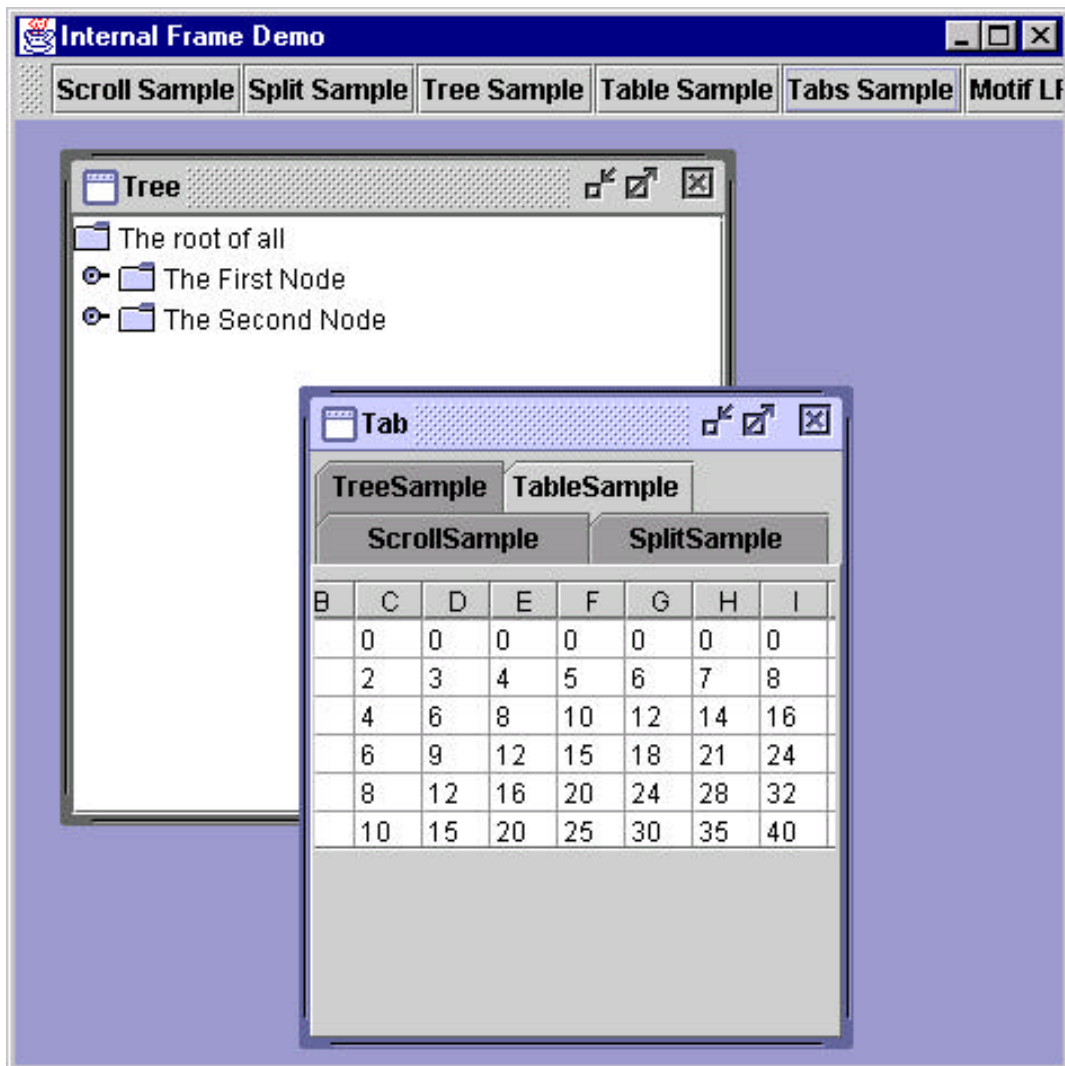 Internal Frame Demo
Scroll Sample Split Sample Tree Sample Table Sample Tabs Sample Motif
Tree
The root of all
The First Node
The Second Node
Tab
TreeSample TableSample
ScrollSample SplitSample
B C D E F G H I
0 0 0 0 0 0 0
2 3 4 5 6 7 8
4 6 8 10 12 14 16
6 9 12 15 18 21 24
8 12 16 20 24 28 32
10 15 20 25 30 35 40